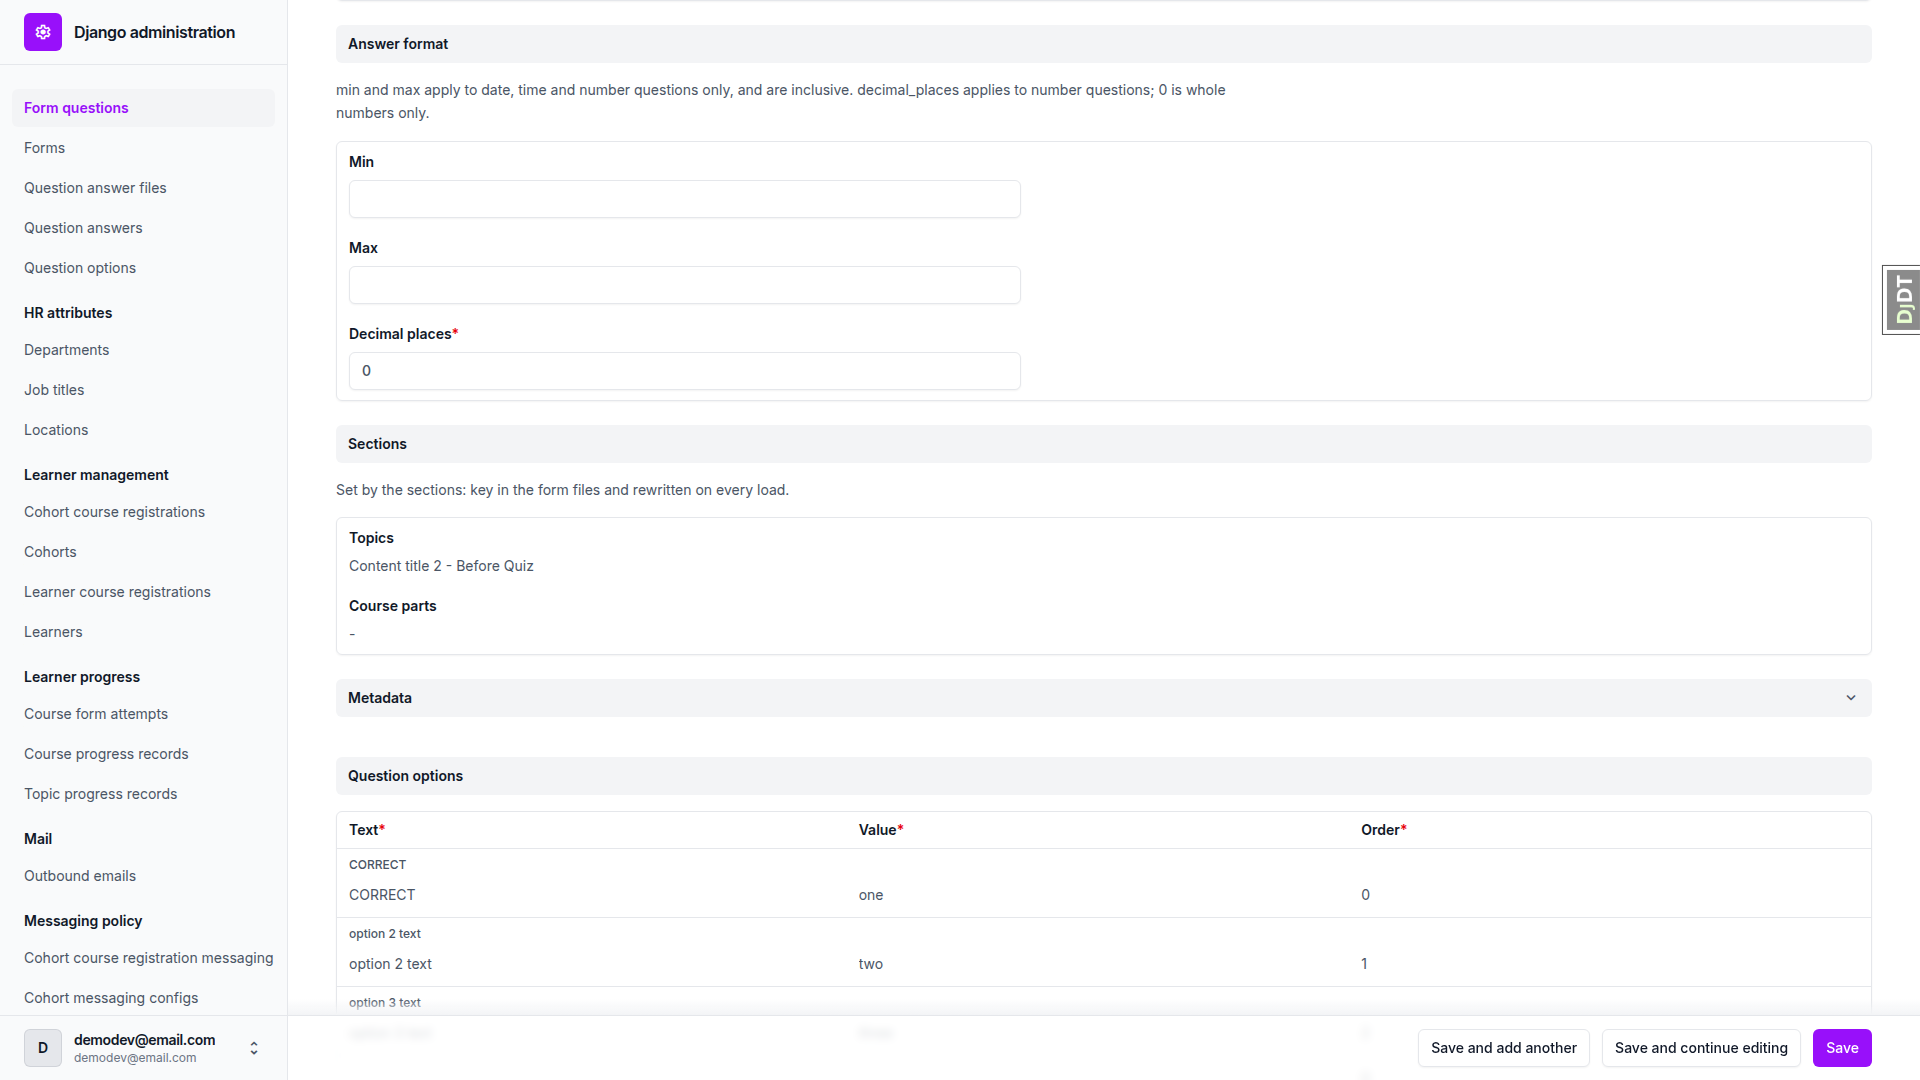 Django administration
Form questions
Forms
Question answer files
Question answers
Question options
HR attributes
Departments
Job titles
Locations
Learner management
Cohort course registrations
Cohorts
Learner course registrations
Learners
Learner progress
Course form attempts
Course progress records
Topic progress records
Mail
Outbound emails
Messaging policy
Cohort course registration messaging
Cohort messaging configs
D
demodev@email.com
demodev@email.com
Answer format
min and max apply to date, time and number questions only, and are inclusive. decimal_places applies to number questions; 0 is whole
numbers only.
Min
Max
Decimal places*
0
Sections
Set by the sections: key in the form files and rewritten on every load.
Topics
Content title 2 - Before Quiz
Course parts
-
Metadata
Question options
Text* Value* Order*
CORRECT
CORRECT one 0
option 2 text
option 2 text two 1
option 3 text
Save and add another Save and continue editing Save
DjDT